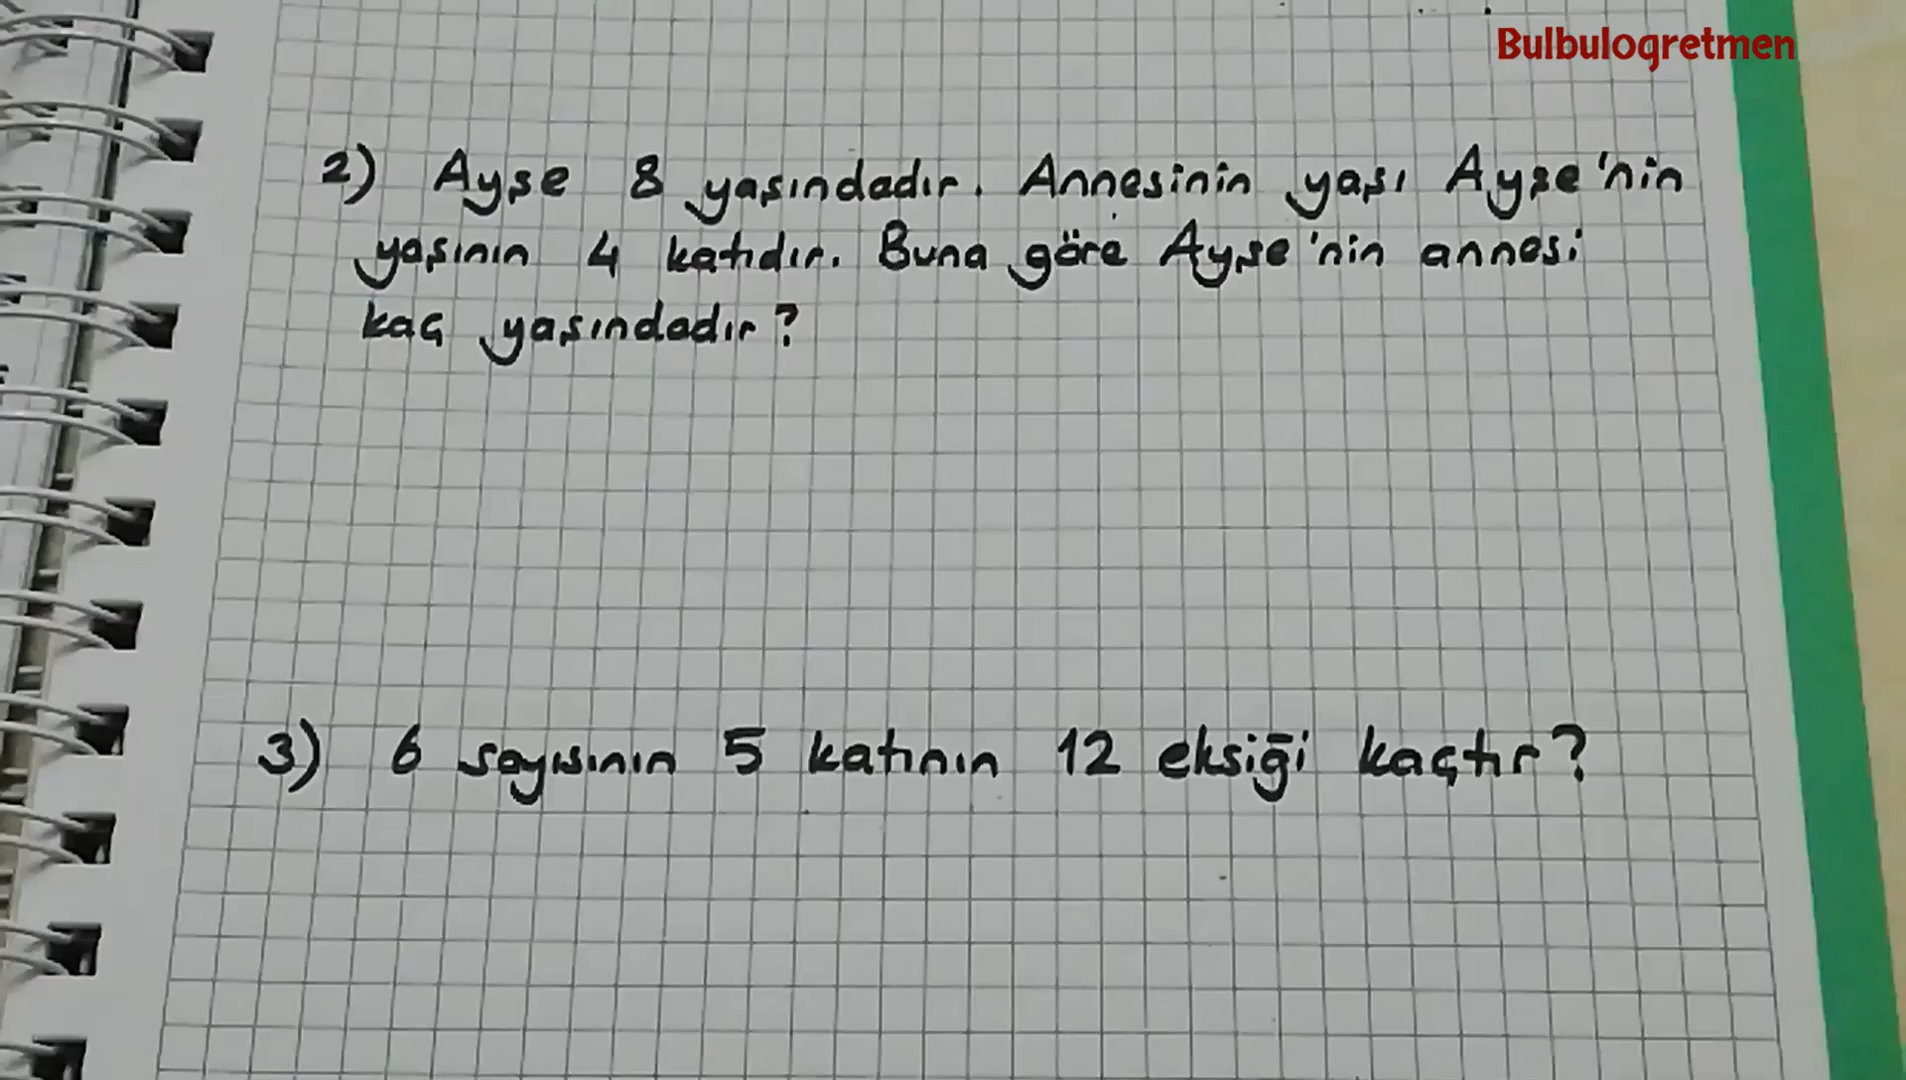 Bulbulogretmen
2) Ayşe 8 yaşındadır. Annesinin yaşı Ayşe'nin
yaşının 4 katıdır. Buna göre Ayşe'nin annesi
kaç yaşındadır?
3) 6 sayısının 5 katının 12 eksiği kaçtır?